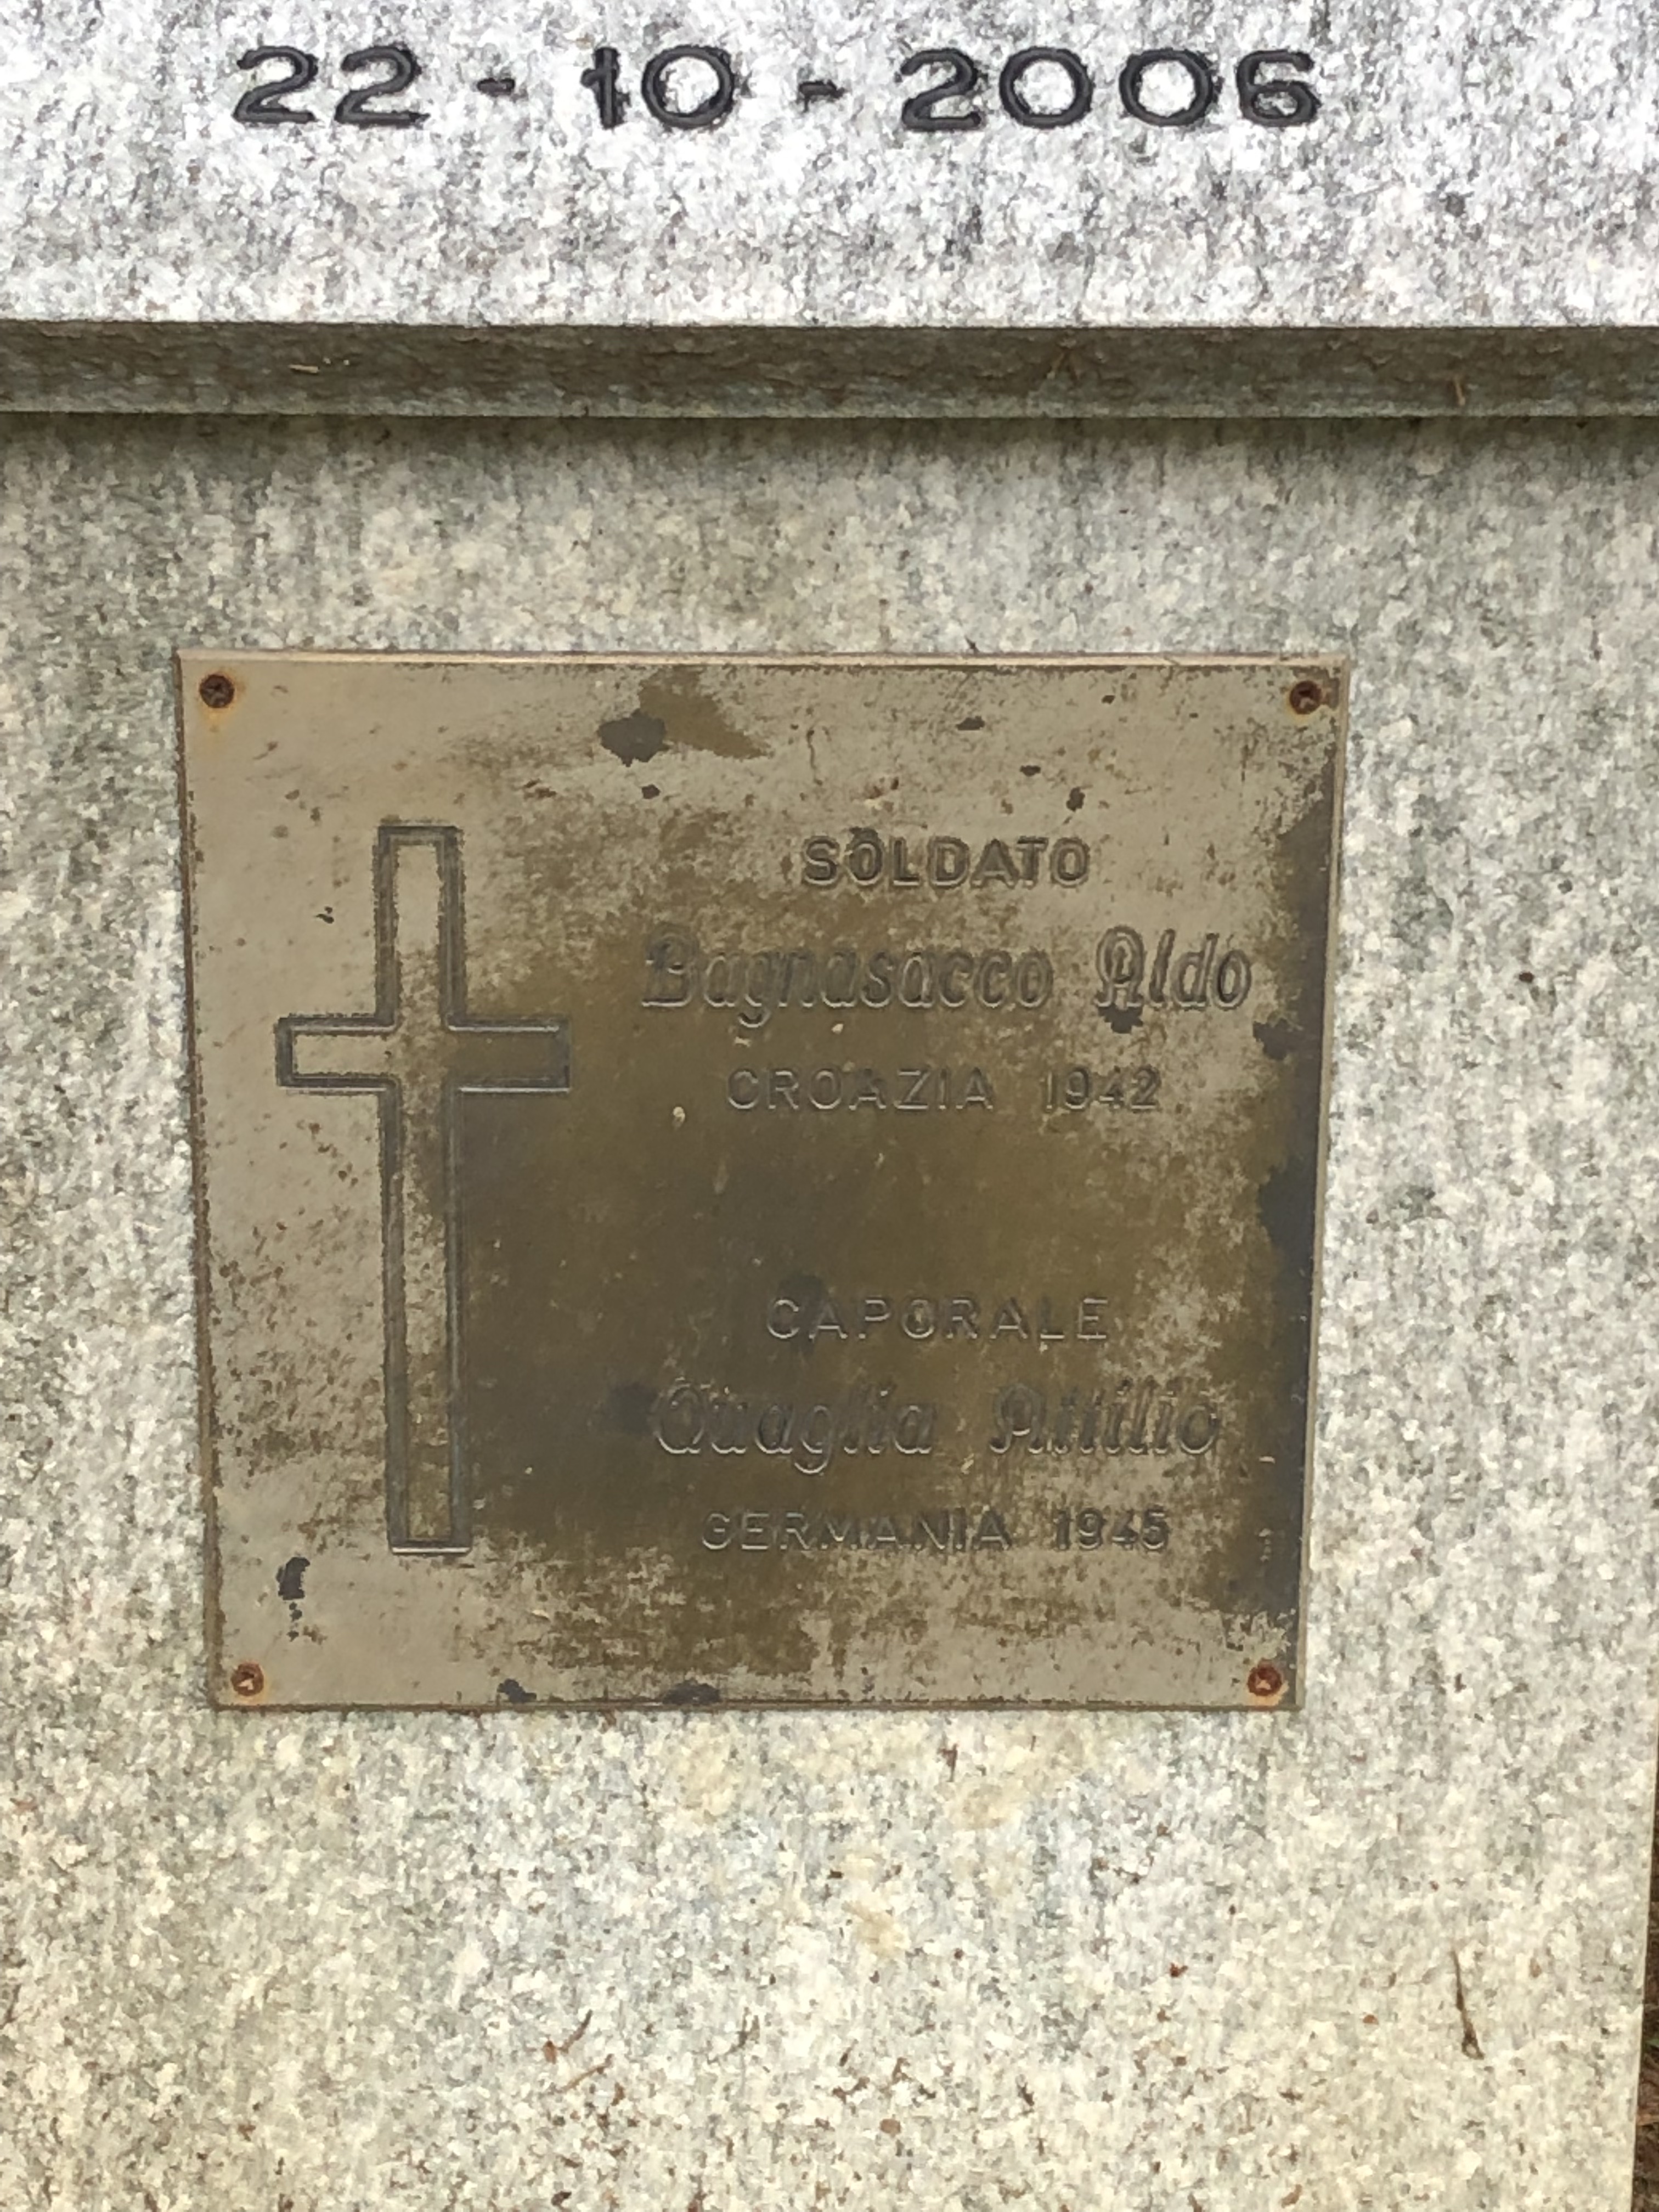 22 - 10 - 2006
SOLDATO
Bagnasacco Aldo
CROAZIA 1942
CAPORALE
Quaglia Attilio
GERMANIA 1945